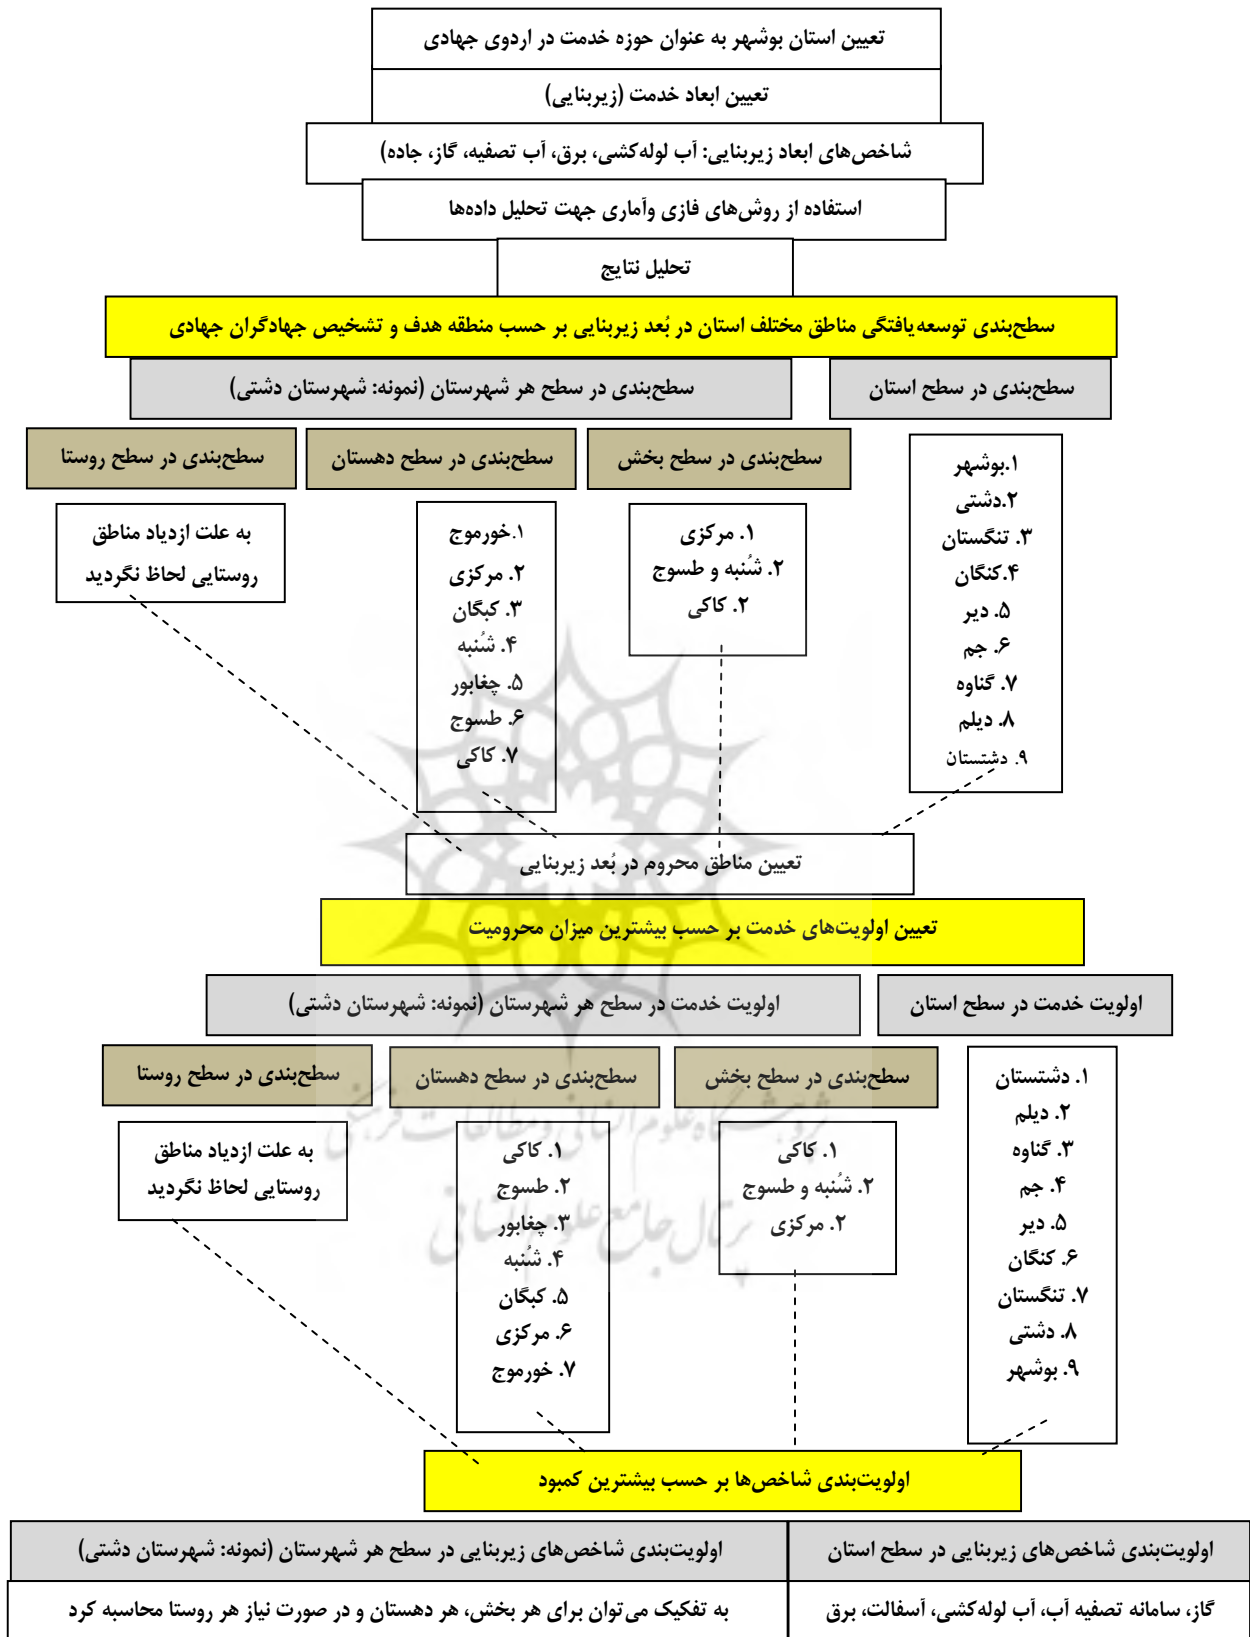 تعیین استان بوشهر به عنوان حوزه خدمت در اردوی جهادی
تعیین ابعاد خدمت (زیربنایی)
شاخص‌های ابعاد زیربنایی: آب لوله‌کشی، برق، آب تصفیه، گاز، جاده)
استفاده از روش‌های فازی وآماری جهت تحلیل داده‌ها
تحلیل نتایج
سطح‌بندی توسعه‌یافتگی مناطق مختلف استان در بُعد زیربنایی بر حسب منطقه هدف و تشخیص جهادگران جهادی
سطح‌بندی در سطح استان
سطح‌بندی در سطح هر شهرستان (نمونه: شهرستان دشتی)
سطح‌بندی در سطح بخش
سطح‌بندی در سطح دهستان
سطح‌بندی در سطح روستا
۱.بوشهر
۲.دشتی
۳. تنگستان
۴.کنگان
۵. دیر
۶. جم
۷. گناوه
۸. دیلم
۹. دشتستان
۱. مرکزی
۲. شُنبه و طسوج
۲. کاکی
۱.خورموج
۲. مرکزی
۳. کبگان
۴. شُنبه
۵. چغابور
۶. طسوج
۷. کاکی
به علت ازدیاد مناطق
روستایی لحاظ نگردید
تعیین مناطق محروم در بُعد زیربنایی
تعیین اولویت‌های خدمت بر حسب بیشترین میزان محرومیت
اولویت خدمت در سطح استان
اولویت خدمت در سطح هر شهرستان (نمونه: شهرستان دشتی)
سطح‌بندی در سطح بخش
سطح‌بندی در سطح دهستان
سطح‌بندی در سطح روستا
۱. دشتستان
۲. دیلم
۳. گناوه
۴. جم
۵. دیر
۶. کنگان
۷. تنگستان
۸. دشتی
۹. بوشهر
۱. کاکی
۲. شُنبه و طسوج
۲. مرکزی
۱. کاکی
۲. طسوج
۳. چغابور
۴. شُنبه
۵. کبگان
۶. مرکزی
۷. خورموج
به علت ازدیاد مناطق
روستایی لحاظ نگردید
پژوهشگاه علوم انسانی و مطالعات فرهنگی
پرتال جامع علوم انسانی
اولویت‌بندی شاخص‌ها بر حسب بیشترین کمبود
اولویت‌بندی شاخص‌های زیربنایی در سطح استان
اولویت‌بندی شاخص‌های زیربنایی در سطح هر شهرستان (نمونه: شهرستان دشتی)
گاز، سامانه تصفیه آب، آب لوله‌کشی، آسفالت، برق
به تفکیک می‌توان برای هر بخش، هر دهستان و در صورت نیاز هر روستا محاسبه کرد